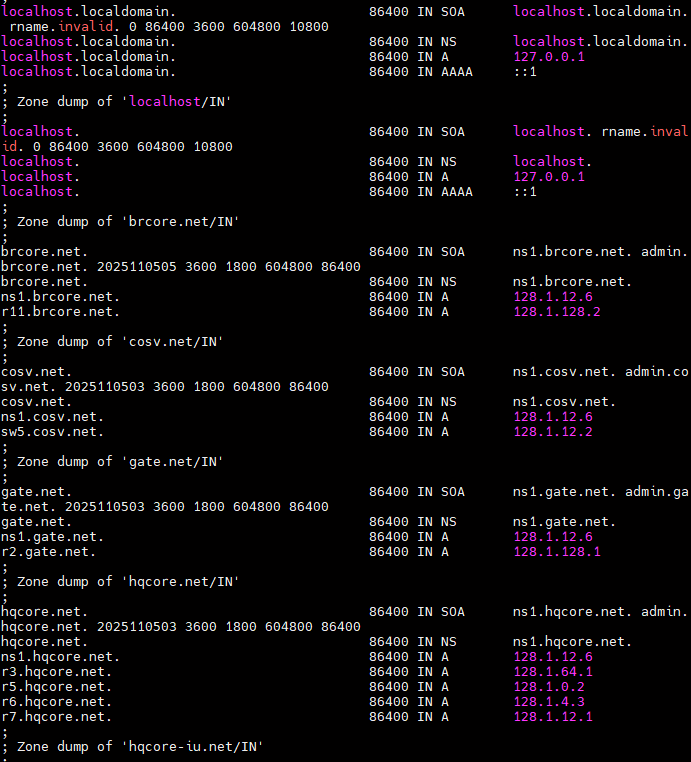 localhost.localdomain. 86400 IN SOA localhost.localdomain.
 rname.invalid. 0 86400 3600 604800 10800
localhost.localdomain. 86400 IN NS localhost.localdomain.
localhost.localdomain. 86400 IN A 127.0.0.1
localhost.localdomain. 86400 IN AAAA ::1
;
; Zone dump of 'localhost/IN'
;
localhost. 86400 IN SOA localhost. rname.inval
id. 0 86400 3600 604800 10800
localhost. 86400 IN NS localhost.
localhost. 86400 IN A 127.0.0.1
localhost. 86400 IN AAAA ::1
;
; Zone dump of 'brcore.net/IN'
;
brcore.net. 86400 IN SOA ns1.brcore.net. admin.
brcore.net. 2025110505 3600 1800 604800 86400
brcore.net. 86400 IN NS ns1.brcore.net.
ns1.brcore.net. 86400 IN A 128.1.12.6
r11.brcore.net. 86400 IN A 128.1.128.2
;
; Zone dump of 'cosv.net/IN'
;
cosv.net. 86400 IN SOA ns1.cosv.net. admin.co
sv.net. 2025110503 3600 1800 604800 86400
cosv.net. 86400 IN NS ns1.cosv.net.
ns1.cosv.net. 86400 IN A 128.1.12.6
sw5.cosv.net. 86400 IN A 128.1.12.2
;
; Zone dump of 'gate.net/IN'
;
gate.net. 86400 IN SOA ns1.gate.net. admin.ga
te.net. 2025110503 3600 1800 604800 86400
gate.net. 86400 IN NS ns1.gate.net.
ns1.gate.net. 86400 IN A 128.1.12.6
r2.gate.net. 86400 IN A 128.1.128.1
;
; Zone dump of 'hqcore.net/IN'
;
hqcore.net. 86400 IN SOA ns1.hqcore.net. admin.
hqcore.net. 2025110503 3600 1800 604800 86400
hqcore.net. 86400 IN NS ns1.hqcore.net.
ns1.hqcore.net. 86400 IN A 128.1.12.6
r3.hqcore.net. 86400 IN A 128.1.64.1
r5.hqcore.net. 86400 IN A 128.1.0.2
r6.hqcore.net. 86400 IN A 128.1.4.3
r7.hqcore.net. 86400 IN A 128.1.12.1
;
; Zone dump of 'hqcore-iu.net/IN'
;